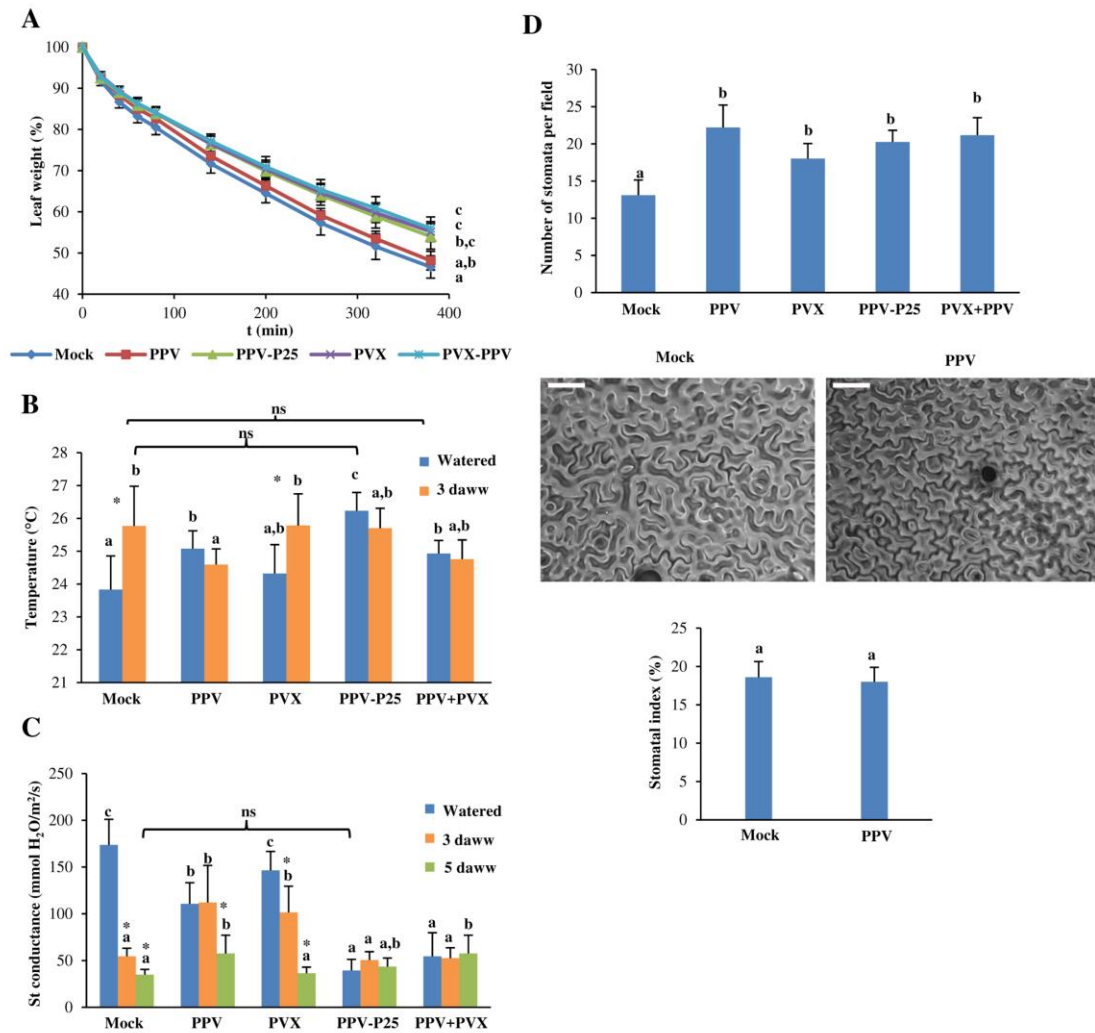 A
100
90
80
70
60
50
40
Leaf weight (%)
c
c
b,c
a,b
a
0 100 200 300 400
t (min)
Mock PPV PPV-P25 PVX PVX-PPV
B
ns
ns
28
27
26
25
24
23
22
21
Temperature (°C)
Watered
3 daww
* a b b a a,b * b c a,b b a,b
Mock PPV PVX PPV-P25 PPV+PVX
C
250
200
150
100
50
0
St conductance (mmol H₂O/m²/s)
ns
Watered
3 daww
5 daww
c * a * a b b * b c * b * a a a a,b a a b
Mock PPV PVX PPV-P25 PPV+PVX
D
30
25
20
15
10
5
0
Number of stomata per field
a b b b b
Mock PPV PVX PPV-P25 PVX+PPV
Mock PPV
25
20
15
10
5
0
Stomatal index (%)
a a
Mock PPV